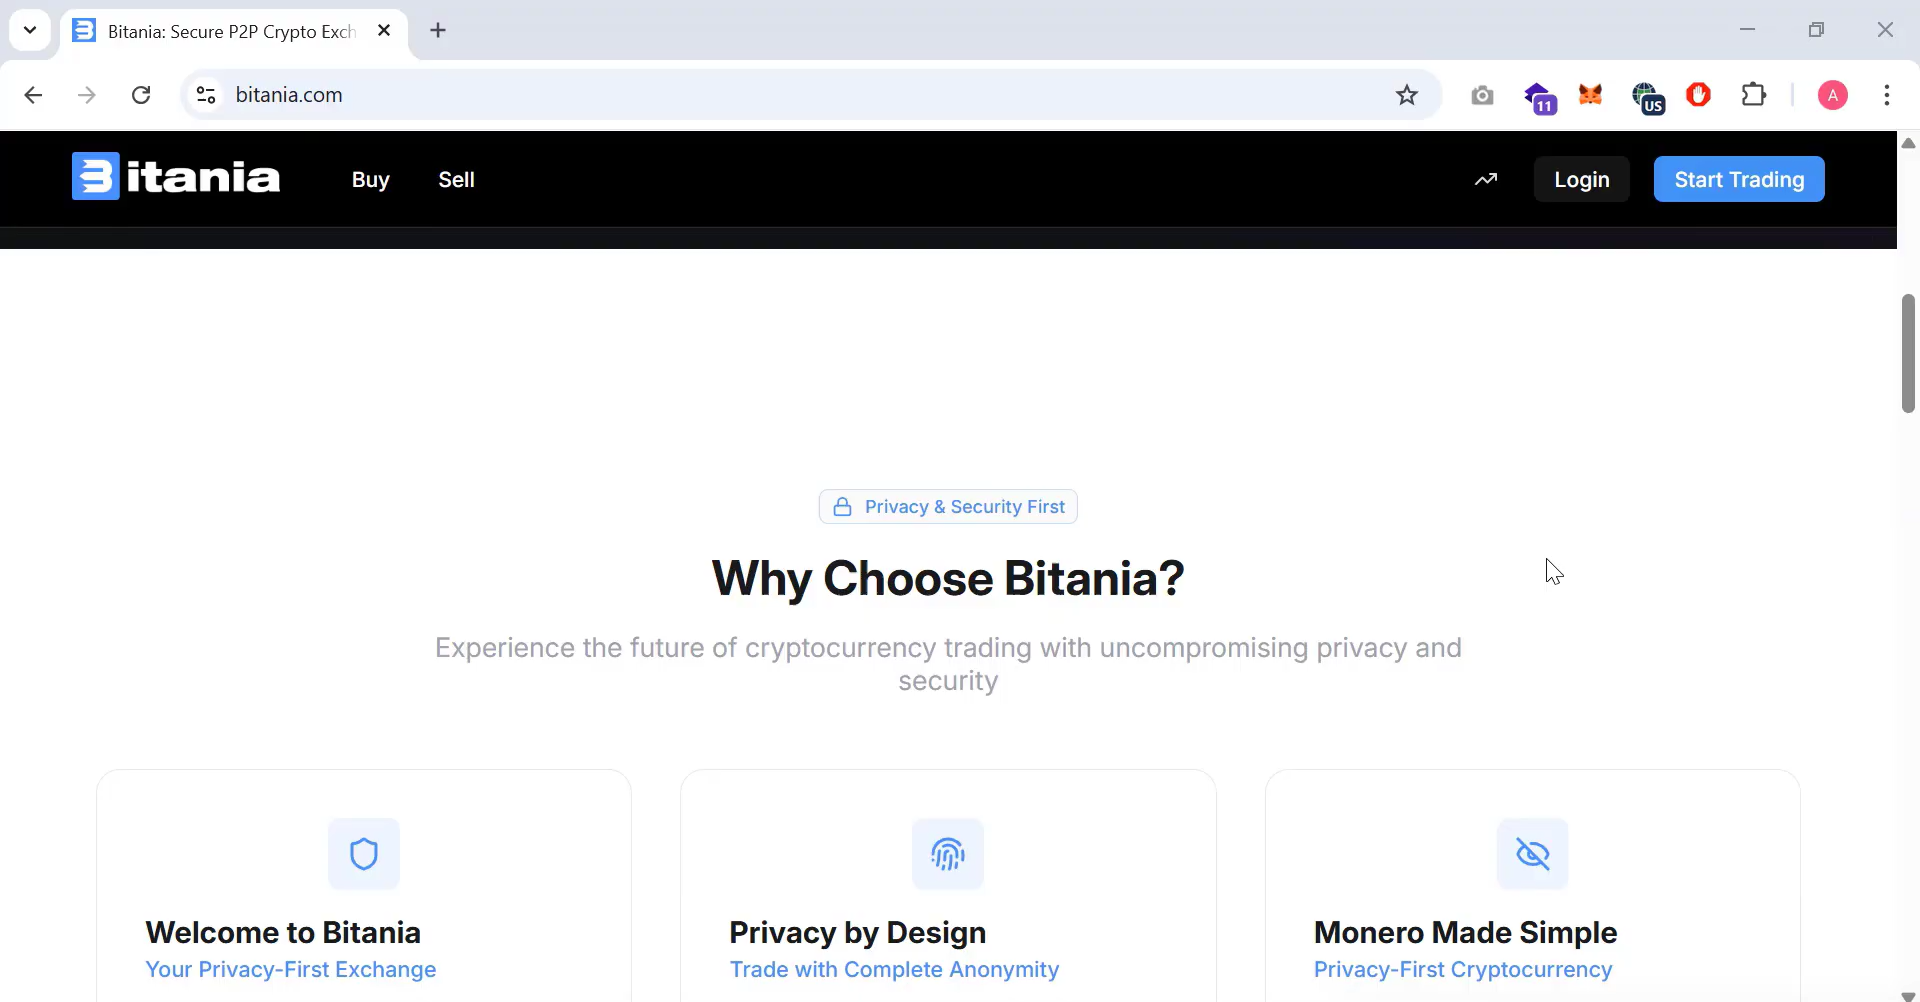 Bitania: Secure P2P Crypto Exch
bitania.com
11
US
A
Bitania
Buy
Sell
Login
Start Trading
Privacy & Security First
Why Choose Bitania?
Experience the future of cryptocurrency trading with uncompromising privacy and
security
Welcome to Bitania
Your Privacy-First Exchange
Privacy by Design
Trade with Complete Anonymity
Monero Made Simple
Privacy-First Cryptocurrency